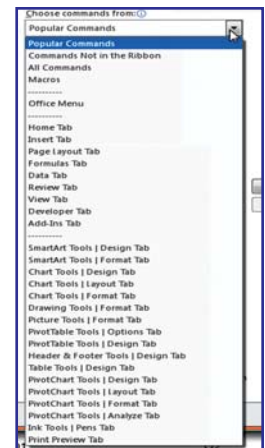 Choose commands from:
Popular Commands
Popular Commands
Commands Not in the Ribbon
All Commands
Macros
----------
Office Menu
----------
Home Tab
Insert Tab
Page Layout Tab
Formulas Tab
Data Tab
Review Tab
View Tab
Developer Tab
Add-Ins Tab
----------
SmartArt Tools | Design Tab
SmartArt Tools | Format Tab
Chart Tools | Design Tab
Chart Tools | Layout Tab
Chart Tools | Format Tab
Drawing Tools | Format Tab
Picture Tools | Format Tab
PivotTable Tools | Options Tab
PivotTable Tools | Design Tab
Header & Footer Tools | Design Tab
Table Tools | Design Tab
PivotChart Tools | Design Tab
PivotChart Tools | Layout Tab
PivotChart Tools | Format Tab
PivotChart Tools | Analyze Tab
Ink Tools | Pens Tab
Print Preview Tab